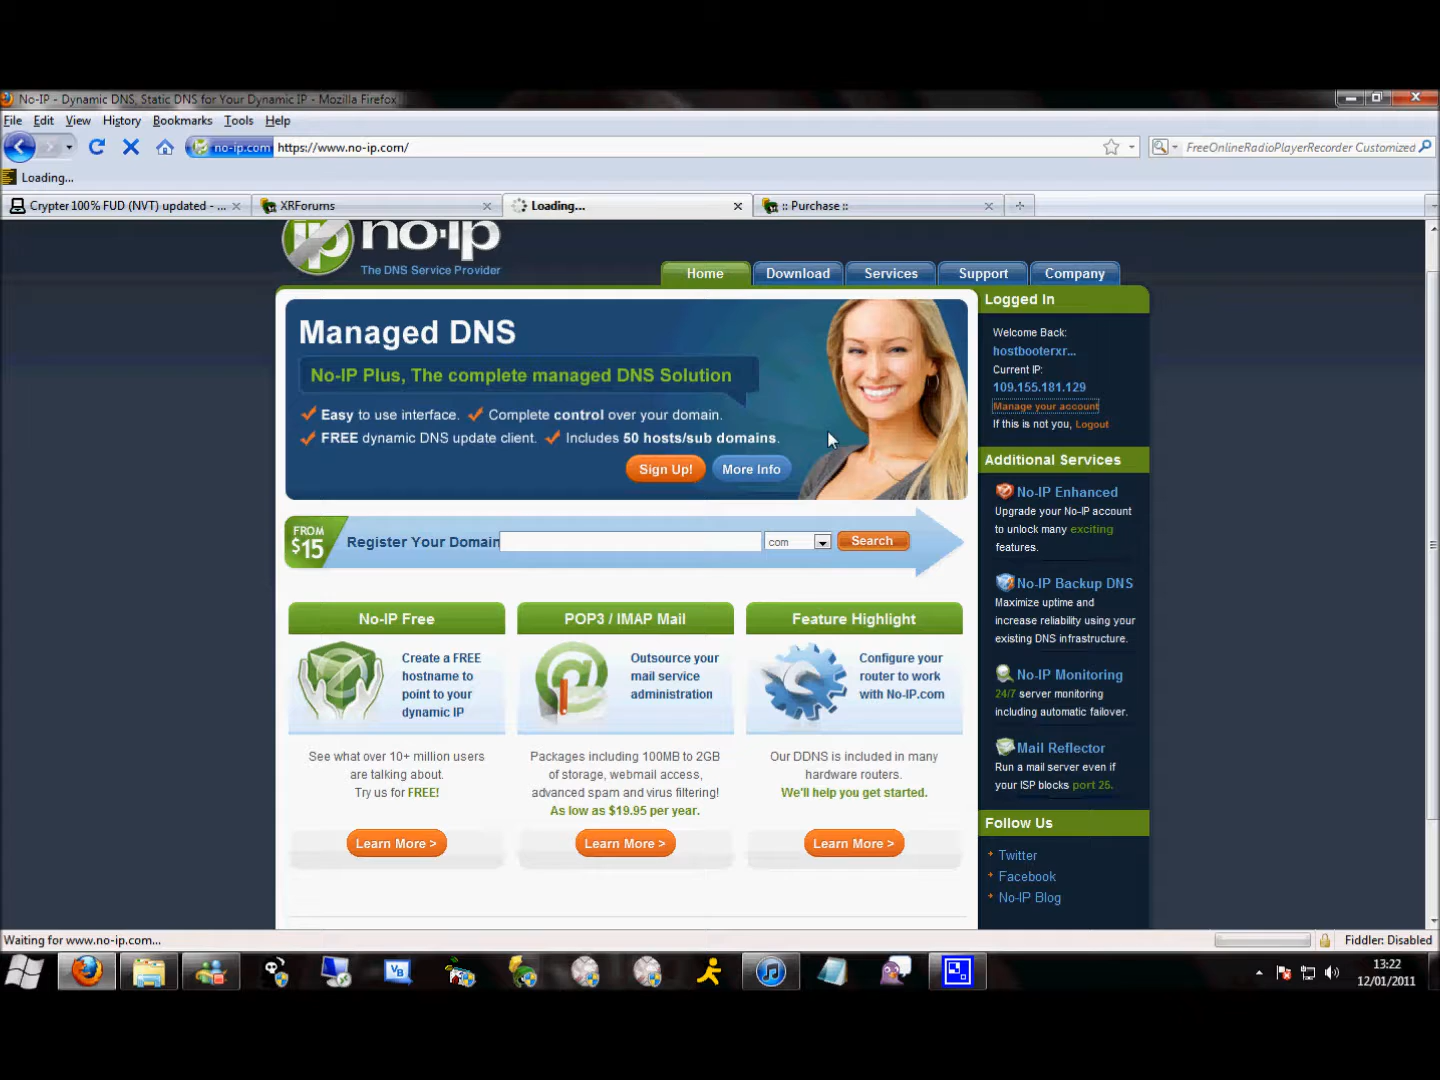 No-IP - Dynamic DNS, Static DNS for Your Dynamic IP - Mozilla Firefox
File Edit View History Bookmarks Tools Help
no-ip.com https://www.no-ip.com/
FreeOnlineRadioPlayerRecorder Customized
Loading...
Crypter 100% FUD (NVT) updated - ...
XRForums
Loading...
:: Purchase ::
no-ip
The DNS Service Provider
Home Download Services Support Company
Managed DNS
No-IP Plus, The complete managed DNS Solution
Easy to use interface. Complete control over your domain.
FREE dynamic DNS update client. Includes 50 hosts/sub domains.
Sign Up! More Info
FROM
$15
Register Your Domain
com
Search
No-IP Free
Create a FREE
hostname to
point to your
dynamic IP
See what over 10+ million users
are talking about.
Try us for FREE!
Learn More >
POP3 / IMAP Mail
Outsource your
mail service
administration
Packages including 100MB to 2GB
of storage, webmail access,
advanced spam and virus filtering!
As low as $19.95 per year.
Learn More >
Feature Highlight
Configure your
router to work
with No-IP.com
Our DDNS is included in many
hardware routers.
We'll help you get started.
Learn More >
Logged In
Welcome Back:
hostbooterxr...
Current IP:
109.155.181.129
Manage your account
If this is not you, Logout
Additional Services
No-IP Enhanced
Upgrade your No-IP account
to unlock many exciting
features.
No-IP Backup DNS
Maximize uptime and
increase reliability using your
existing DNS infrastructure.
No-IP Monitoring
24/7 server monitoring
including automatic failover.
Mail Reflector
Run a mail server even if
your ISP blocks port 25.
Follow Us
Twitter
Facebook
No-IP Blog
Waiting for www.no-ip.com...
Fiddler: Disabled
VB
13:22
12/01/2011